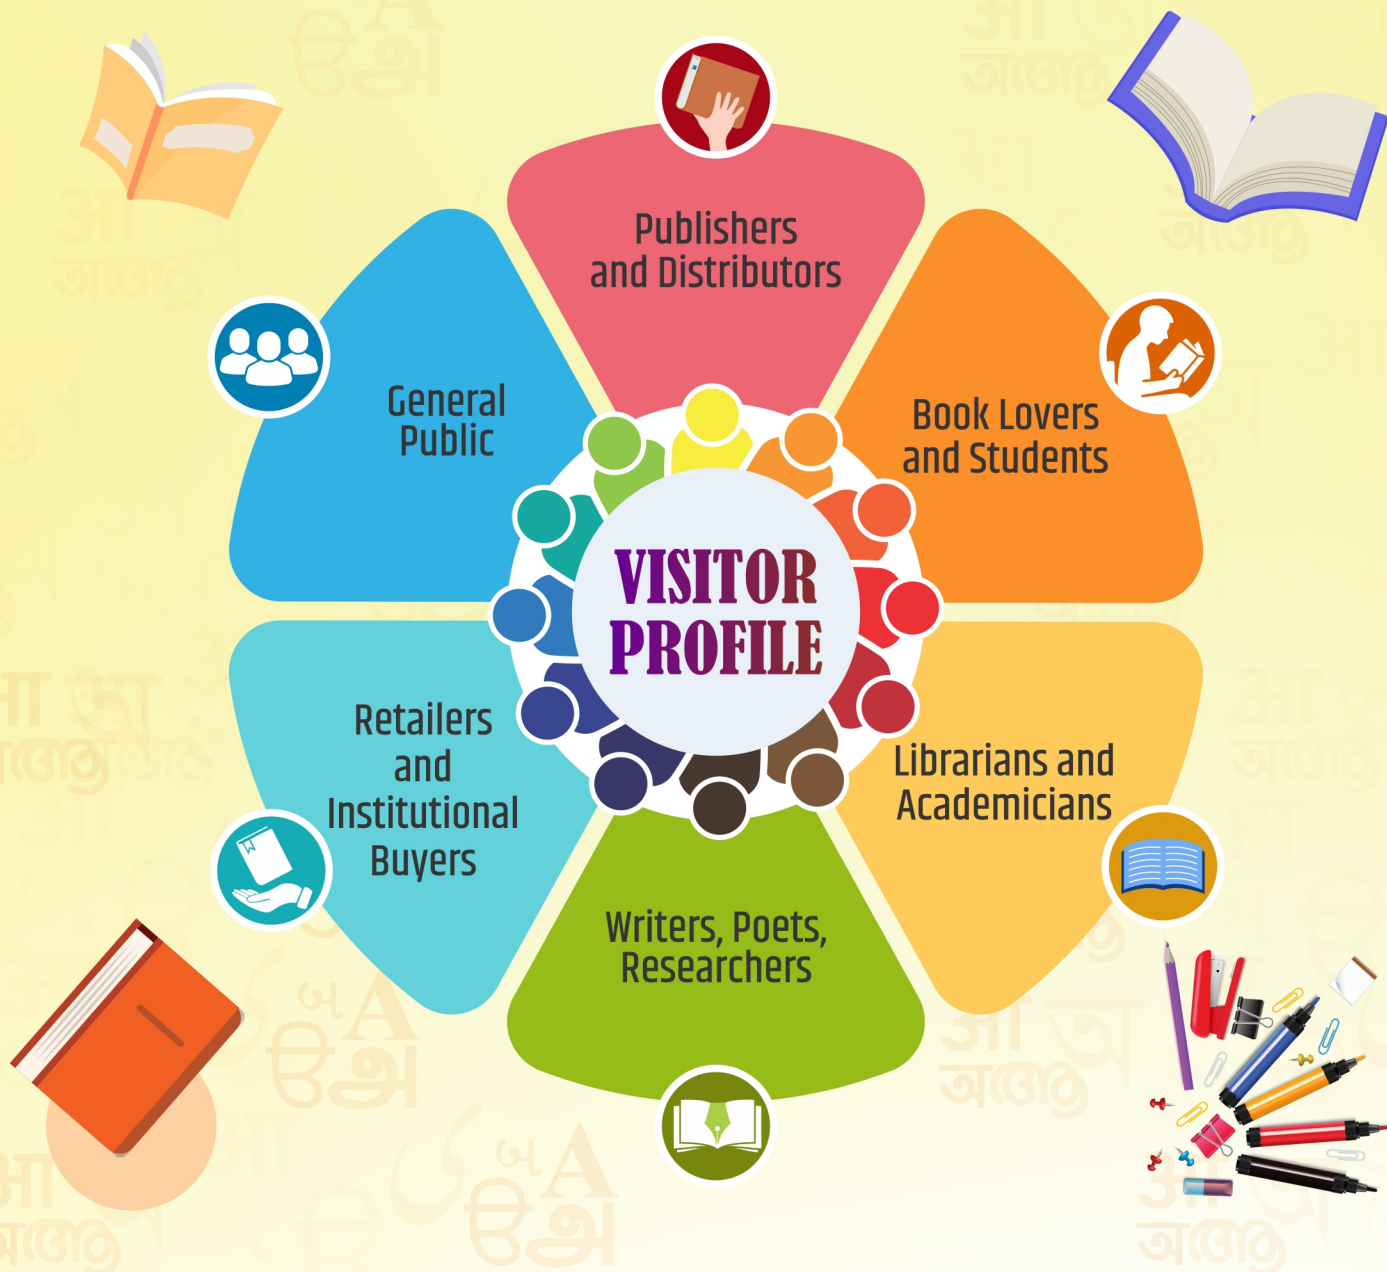 Publishers
and Distributors
Book Lovers
and Students
Librarians and
Academicians
Writers, Poets,
Researchers
Retailers
and
Institutional
Buyers
General
Public
VISITOR
PROFILE